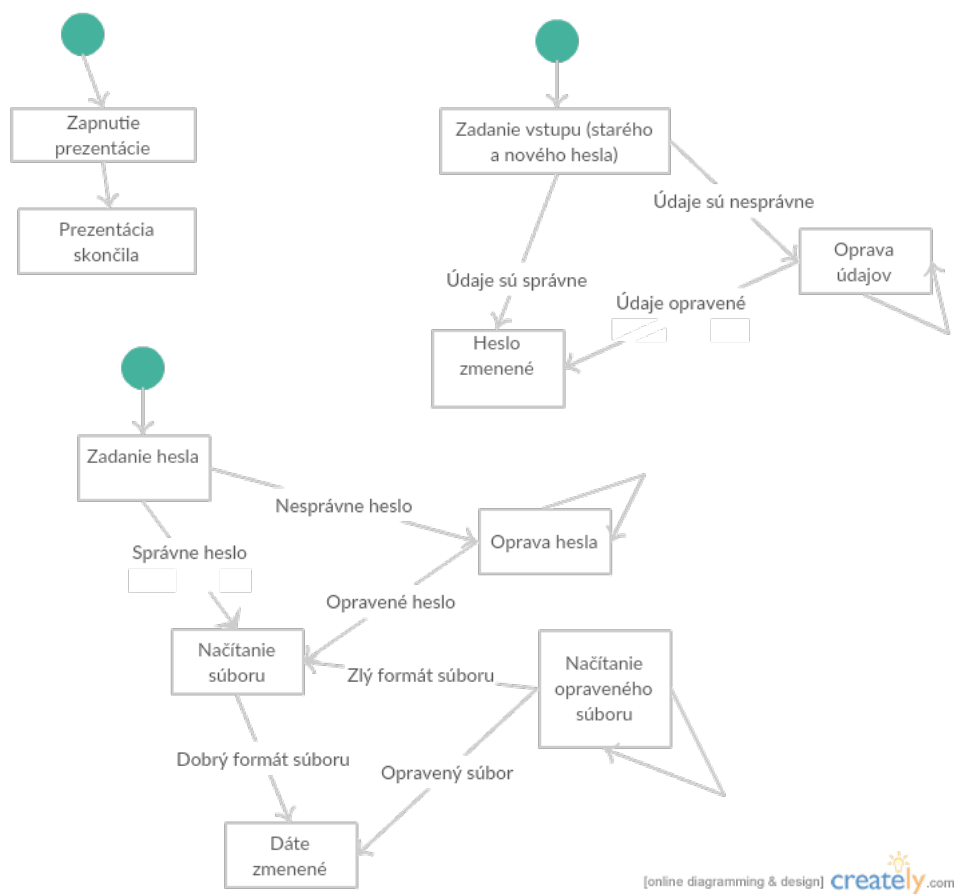 Zapnutie
prezentácie
Prezentácia
skončila
Zadanie vstupu (starého
a nového hesla)
Údaje sú nesprávne
Oprava
údajov
Údaje sú správne
Údaje opravené
Heslo
zmenené
Zadanie hesla
Nesprávne heslo
Oprava hesla
Správne heslo
Opravené heslo
Načítanie
súboru
Zlý formát súboru
Načítanie
opraveného
súboru
Dobrý formát súboru
Opravený súbor
Dáte
zmenené
[online diagramming & design] creately.com